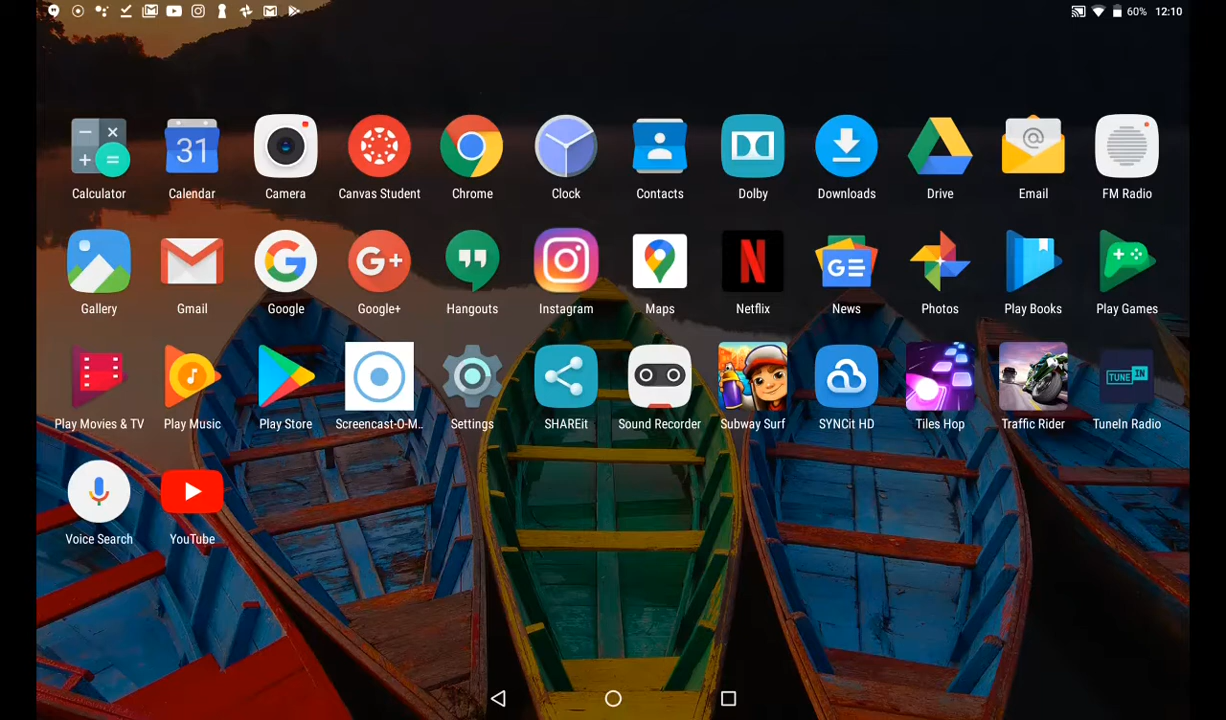 60% 12:10
31
Calculator Calendar Camera Canvas Student Chrome Clock Contacts Dolby Downloads Drive Email FM Radio
G G+ N GE
Gallery Gmail Google Google+ Hangouts Instagram Maps Netflix News Photos Play Books Play Games
TUNE IN
Play Movies & TV Play Music Play Store Screencast-O-M.. Settings SHAREit Sound Recorder Subway Surf SYNCit HD Tiles Hop Traffic Rider TuneIn Radio
Voice Search YouTube